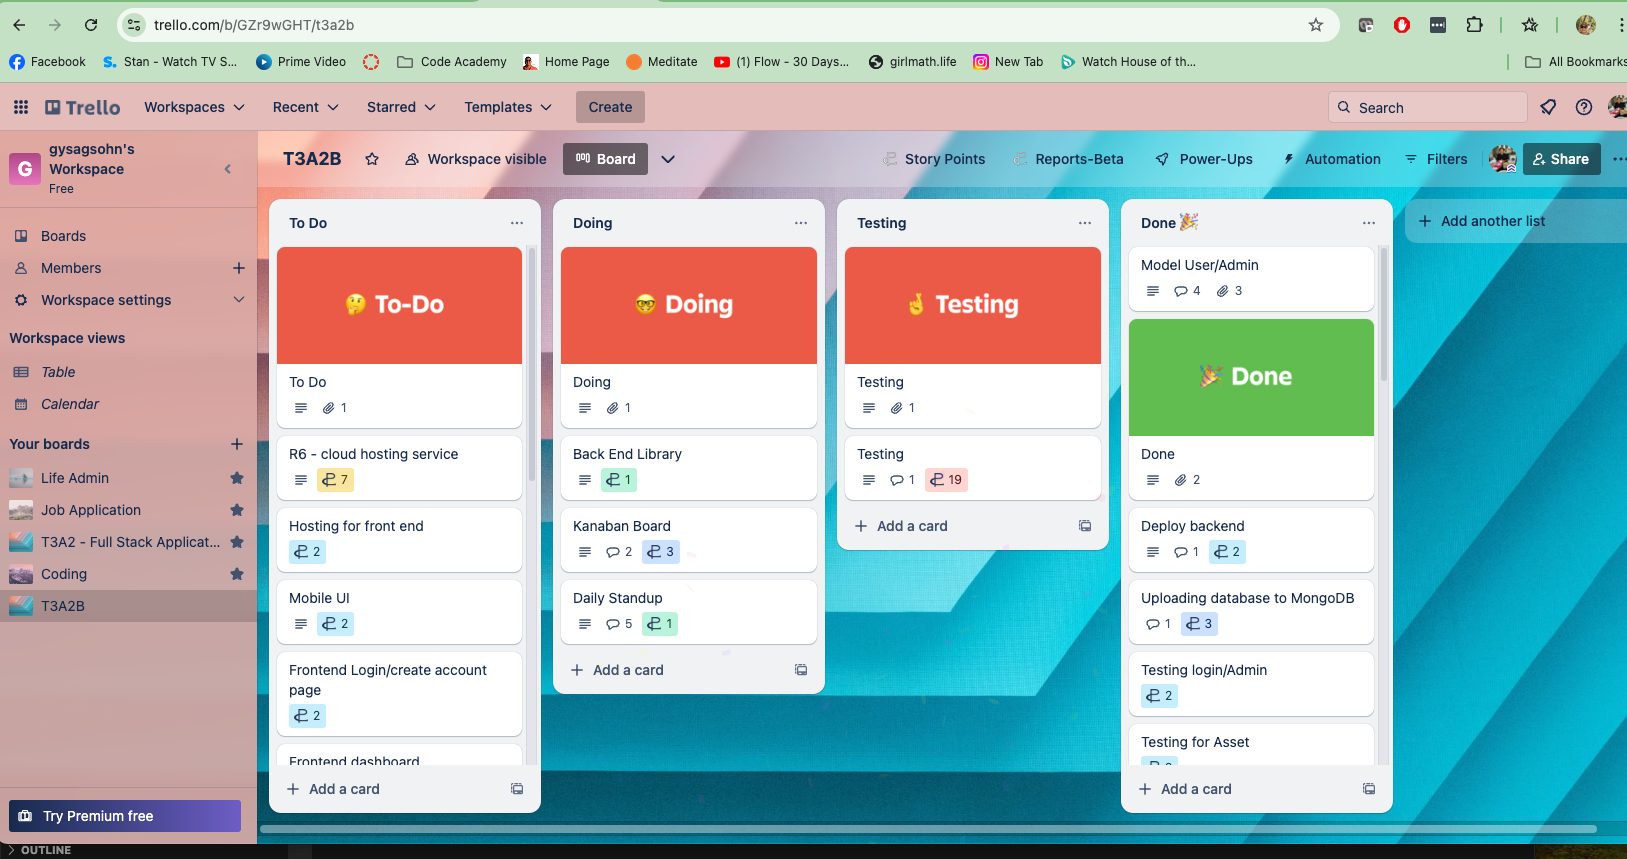 trello.com/b/GZr9wGHT/t3a2b
Facebook
Stan - Watch TV S...
Prime Video
Code Academy
Home Page
Meditate
(1) Flow - 30 Days...
girlmath.life
New Tab
Watch House of th...
All Bookmarks
Trello
Workspaces
Recent
Starred
Templates
Create
Search
G
gysagsohn's
Workspace
Free
Boards
Members
Workspace settings
Workspace views
Table
Calendar
Your boards
Life Admin
Job Application
T3A2 - Full Stack Applicat...
Coding
T3A2B
Try Premium free
OUTLINE
T3A2B
Workspace visible
Board
Story Points
Reports-Beta
Power-Ups
Automation
Filters
Share
To Do
🤔 To-Do
To Do
1
R6 - cloud hosting service
7
Hosting for front end
2
Mobile UI
2
Frontend Login/create account
page
2
Frontend dashboard
Add a card
Doing
🤓 Doing
Doing
1
Back End Library
1
Kanaban Board
2 3
Daily Standup
5 1
Add a card
Testing
🤞 Testing
Testing
1
Testing
1 19
Add a card
Done 🎉
Model User/Admin
4 3
🎉 Done
Done
2
Deploy backend
1 2
Uploading database to MongoDB
1 3
Testing login/Admin
2
Testing for Asset
Add a card
Add another list